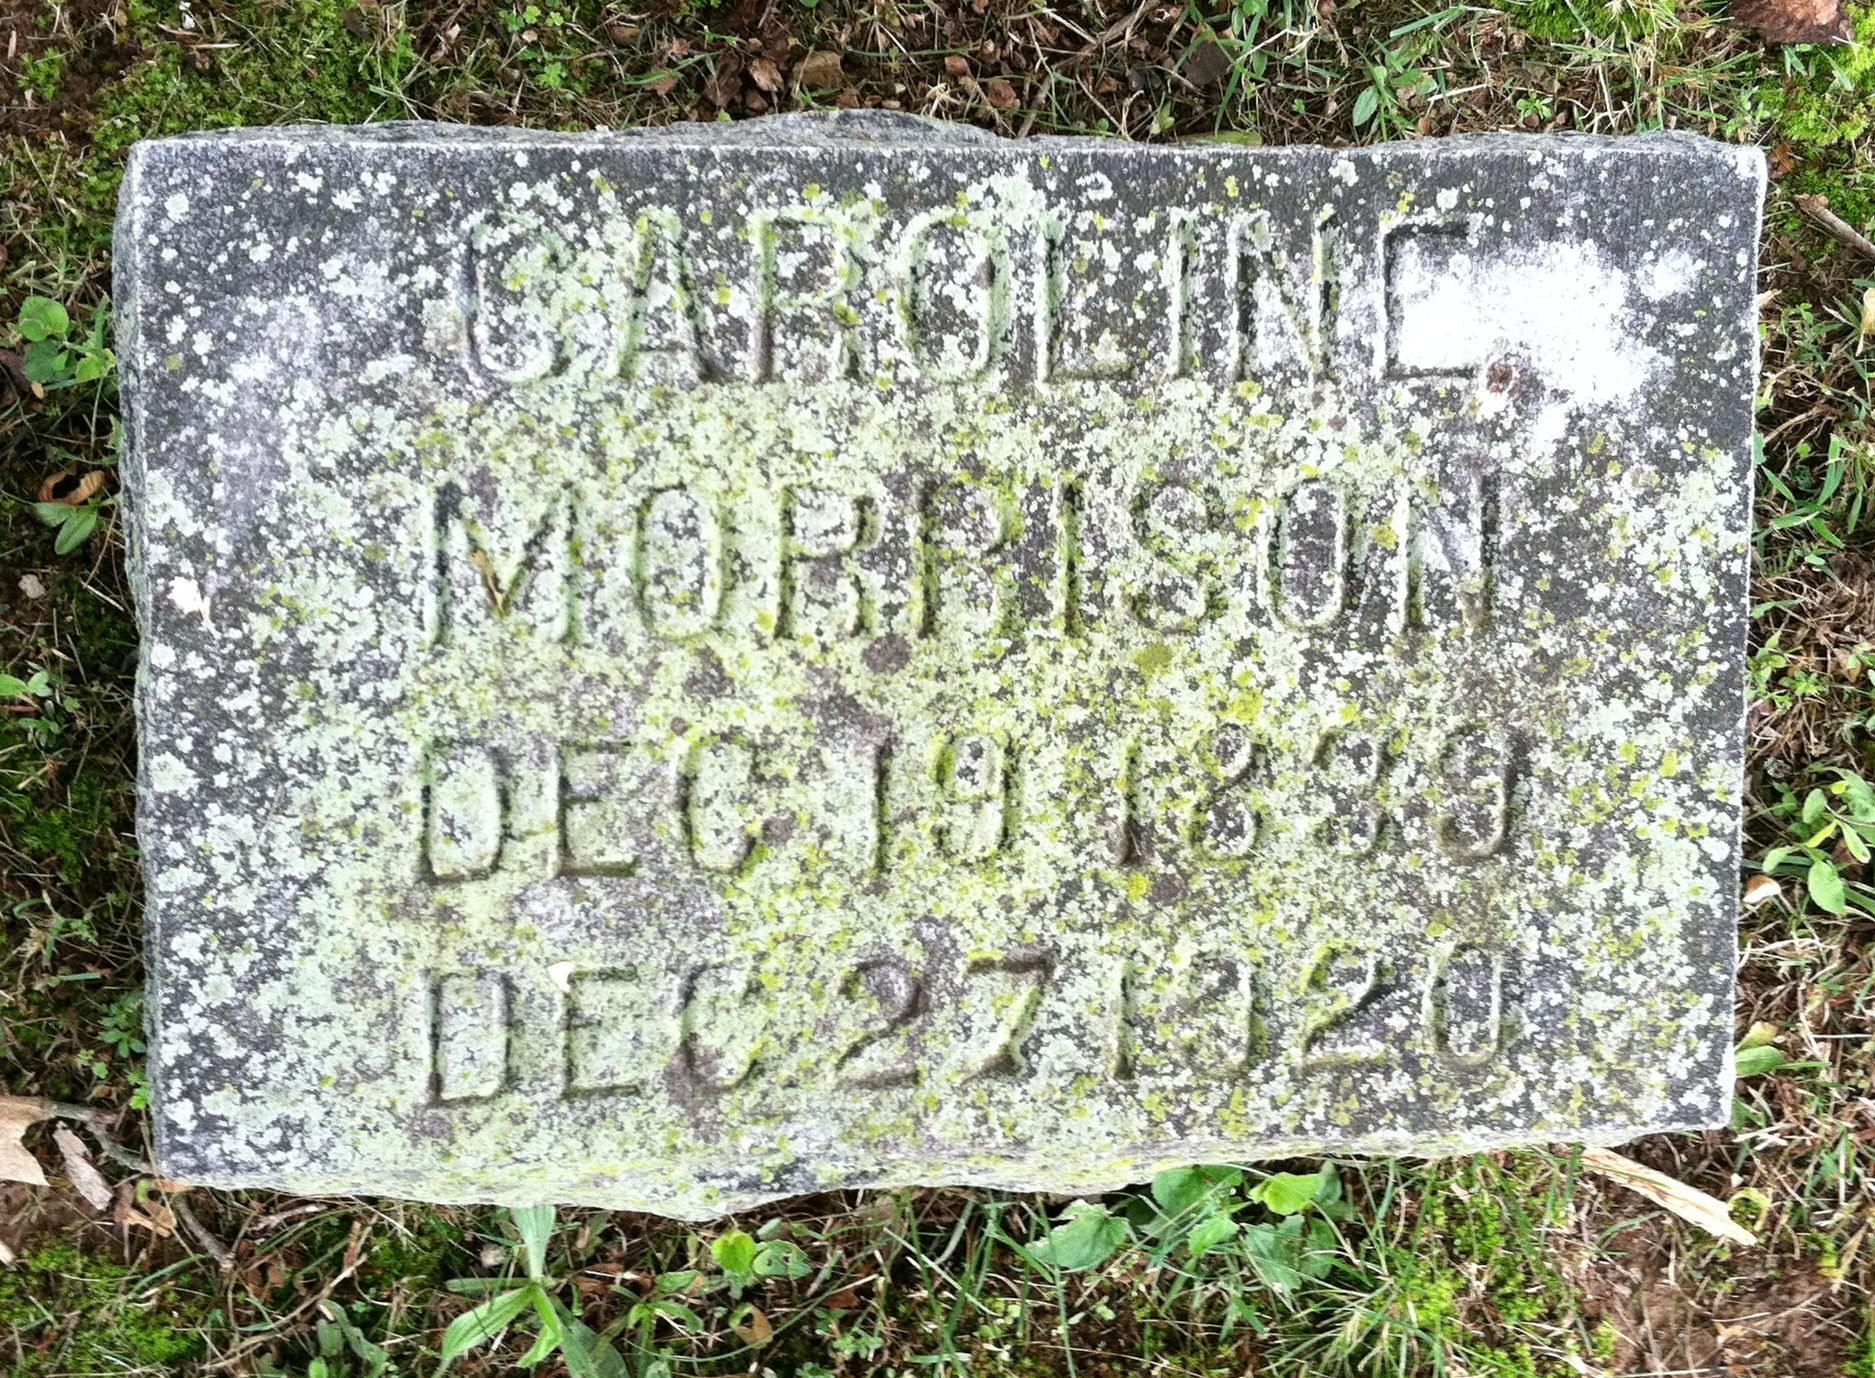 CAROLINE
MORRISON
DEC. 19 1899
DEC. 27 1920